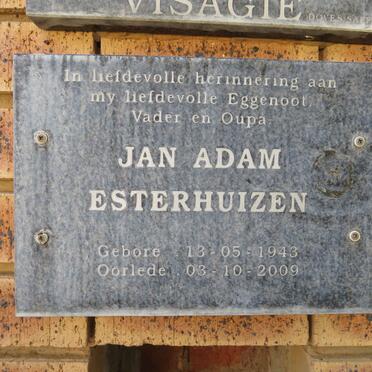 VISAGIE
In liefdevolle herinnering aan
my liefdevolle Eggenoot,
Vader en Oupa.
JAN ADAM
ESTERHUIZEN
Gebore : 13-05-1943
Oorlede : 03-10-2009